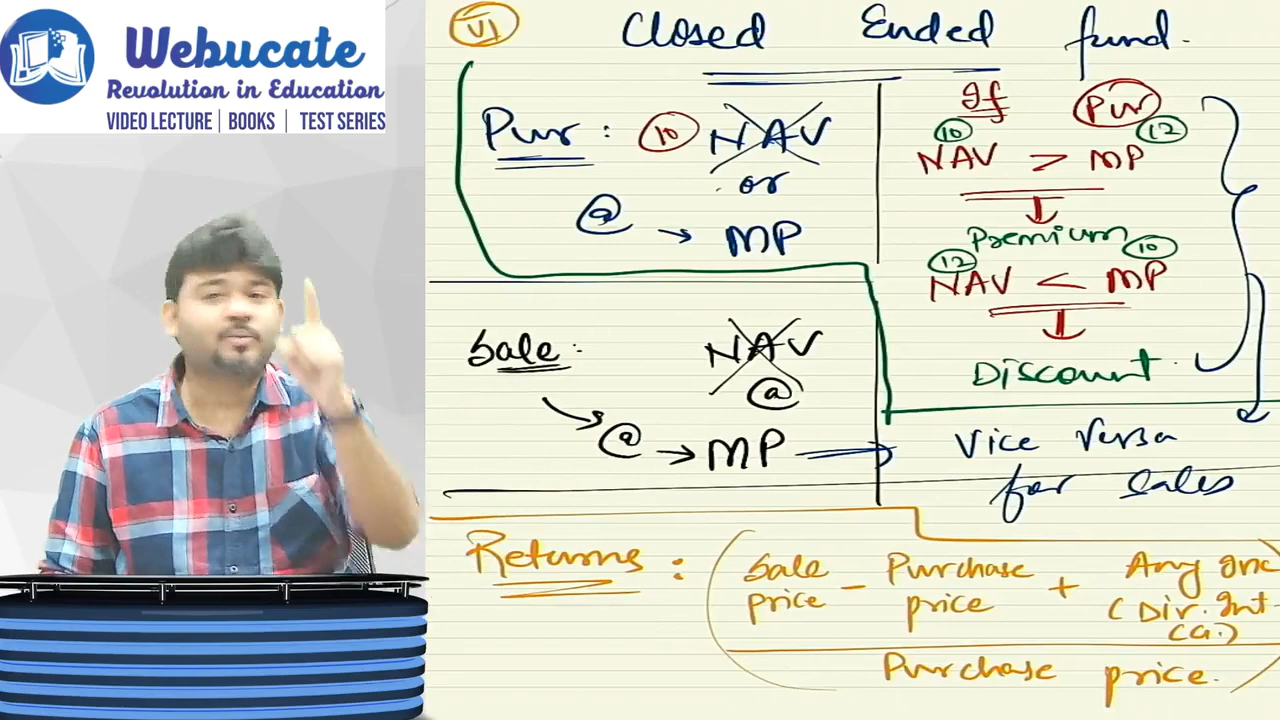 Webucate
Revolution in Education
VIDEO LECTURE | BOOKS | TEST SERIES
VI
Closed Ended fund.
Pur: 10 NAV
or
@ → MP
Sale:
NAV
@
@ → MP
If Pur
10 12
NAV > MP
Premium
12 10
NAV < MP
Discount.
Vice Versa
for sales
Returns:
Sale price - Purchase price + Any Inc
(Div. Int
CG.)
Purchase price.